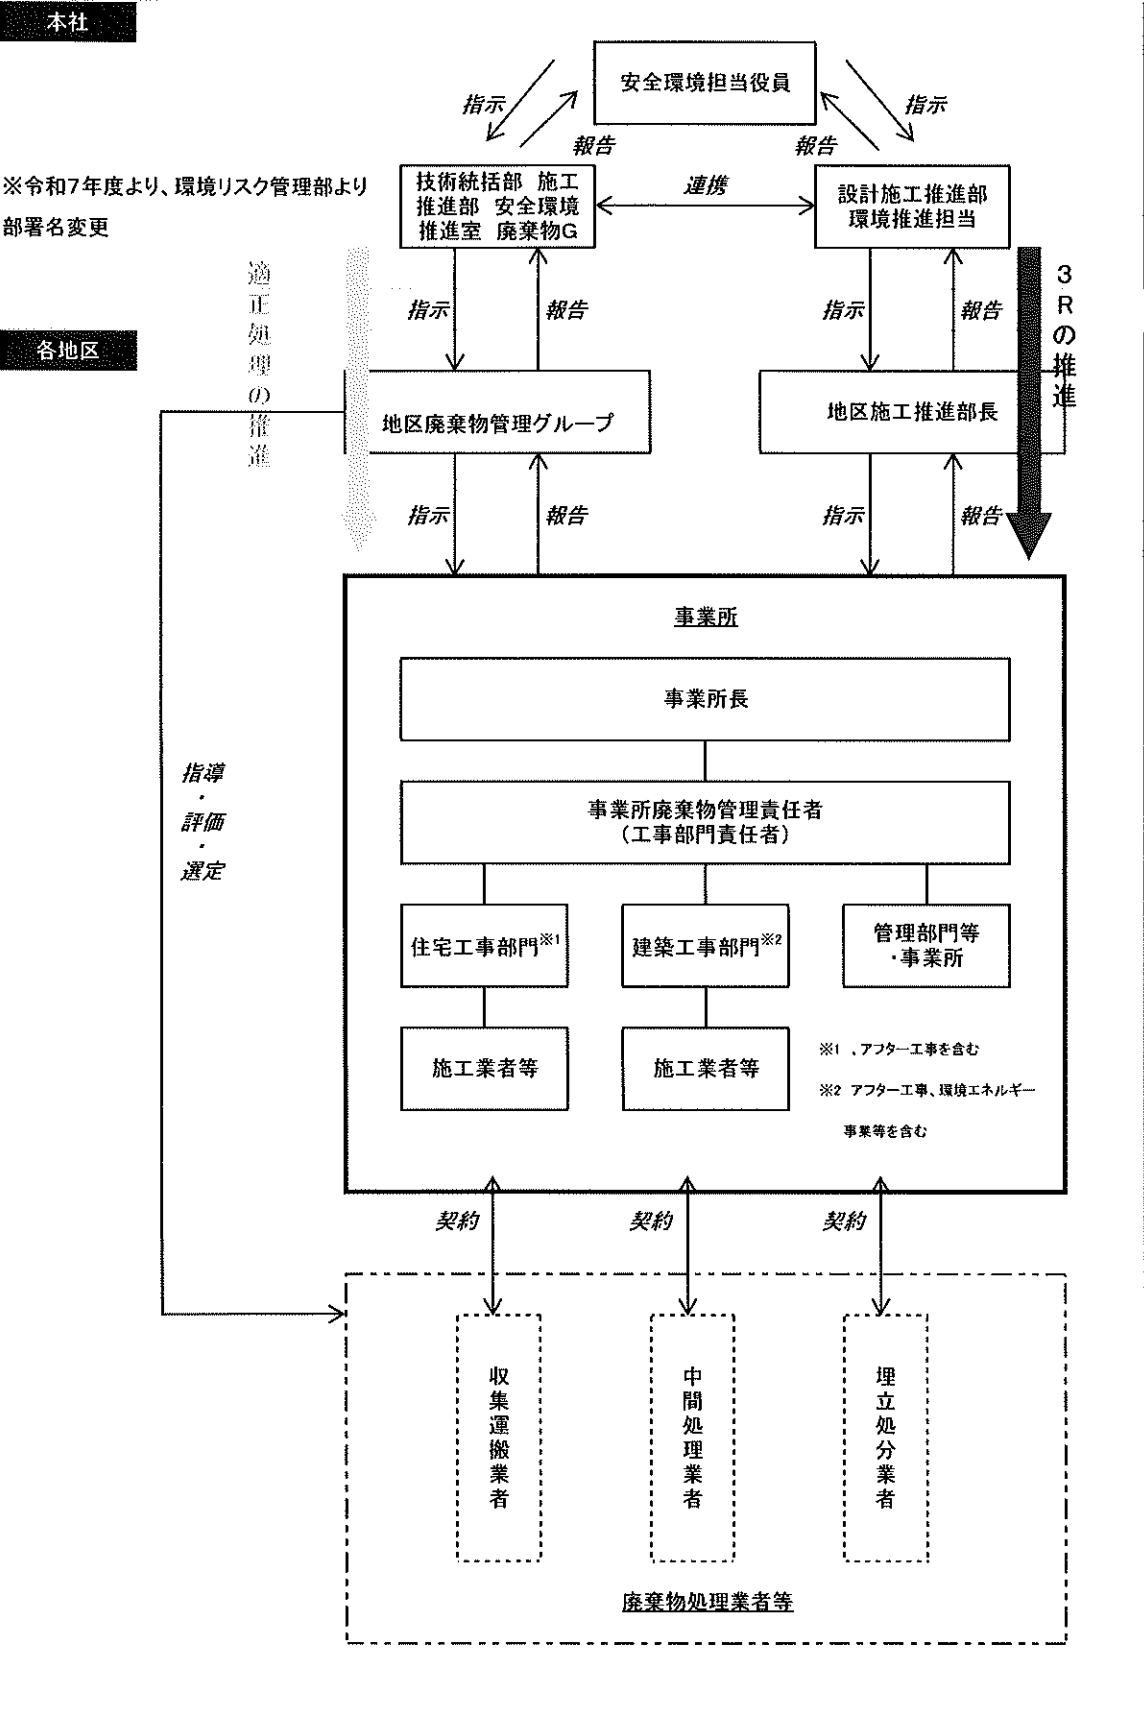 本社
安全環境担当役員
指示
報告
報告
指示
※令和7年度より、環境リスク管理部より
部署名変更
技術統括部 施工
推進部 安全環境
推進室 廃棄物G
連携
設計施工推進部
環境推進担当
適正処理の推進
指示
報告
指示
報告
3Rの推進
各地区
地区廃棄物管理グループ
地区施工推進部長
指示
報告
指示
報告
事業所
事業所長
指導
・
評価
・
選定
事業所廃棄物管理責任者
(工事部門責任者)
住宅工事部門※1
建築工事部門※2
管理部門等
・事業所
施工業者等
施工業者等
※1 、アフター工事を含む
※2 アフター工事、環境エネルギー
事業等を含む
契約
契約
契約
収集運搬業者
中間処理業者
埋立処分業者
廃棄物処理業者等